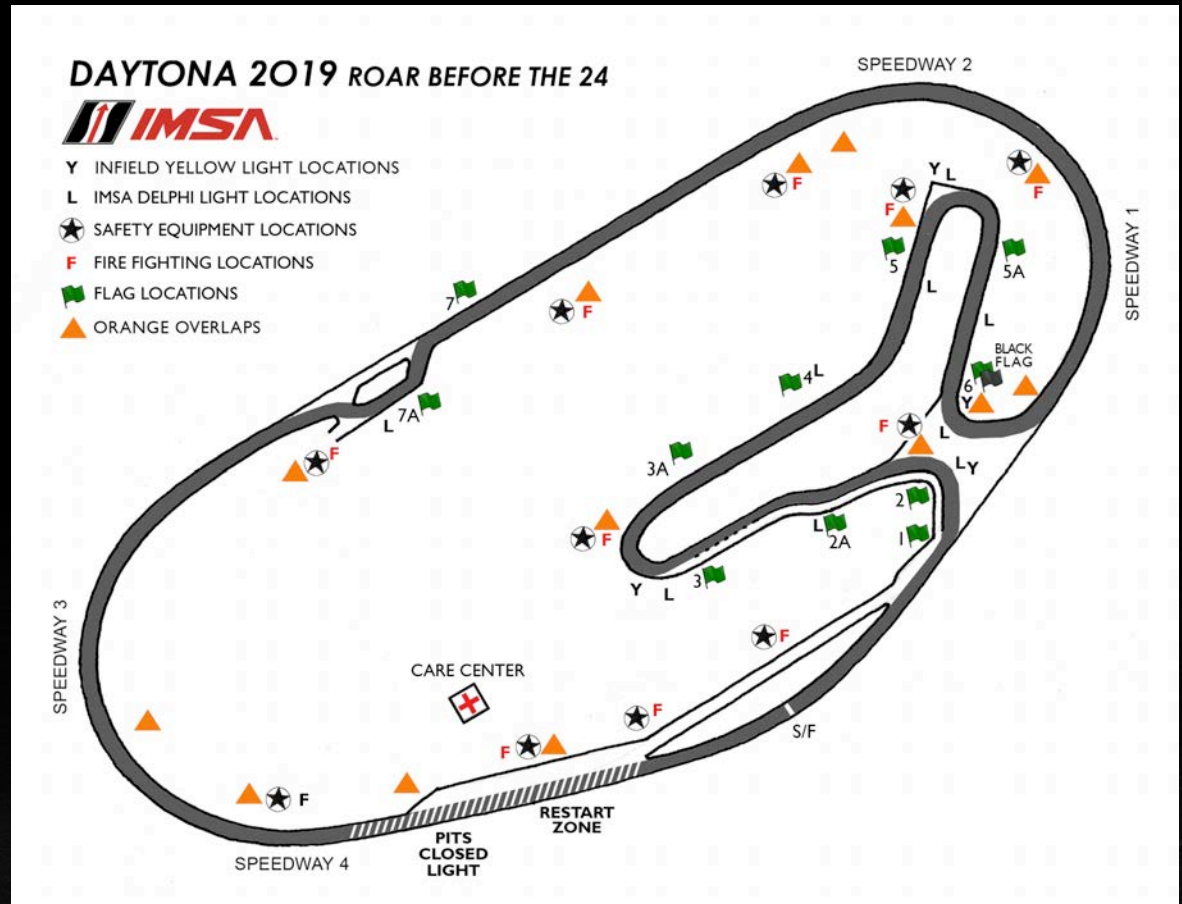 DAYTONA 2019 ROAR BEFORE THE 24
IMSA
Y INFIELD YELLOW LIGHT LOCATIONS
L IMSA DELPHI LIGHT LOCATIONS
SAFETY EQUIPMENT LOCATIONS
F FIRE FIGHTING LOCATIONS
FLAG LOCATIONS
ORANGE OVERLAPS
SPEEDWAY 2
SPEEDWAY 1
Y L
F
F
F
5
5A
L
7
F
L
BLACK
FLAG
6
Y
4 L
7A
L
F
L
F
3A
L Y
2
F
L
2A
1
Y
L
3
F
SPEEDWAY 3
CARE CENTER
F
S/F
F
F
RESTART
ZONE
PITS
CLOSED
LIGHT
SPEEDWAY 4